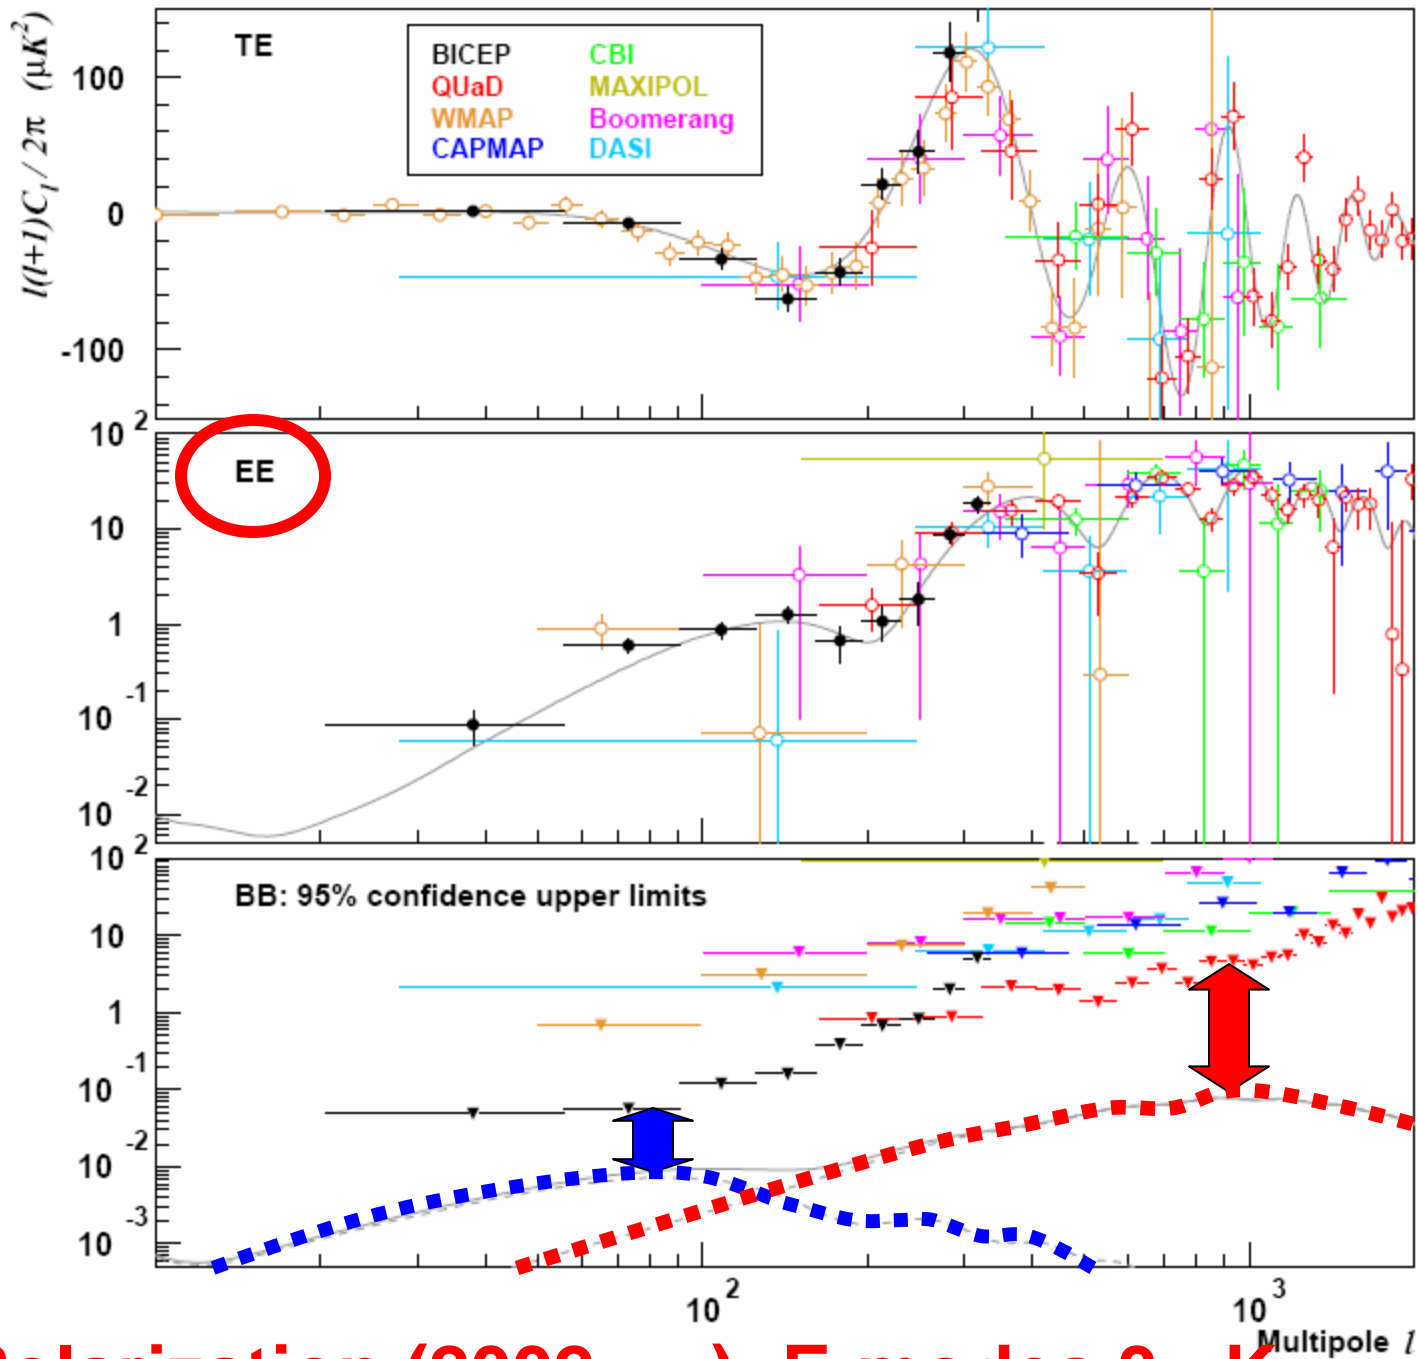 l(l+1)C_l / 2π (μK²)
TE
BICEP
QUaD
WMAP
CAPMAP
CBI
MAXIPOL
Boomerang
DASI
100
0
-100
10²
EE
10
1
10⁻¹
10⁻²
10²
BB: 95% confidence upper limits
10
1
10⁻¹
10⁻²
10⁻³
10²
10³
Multipole l